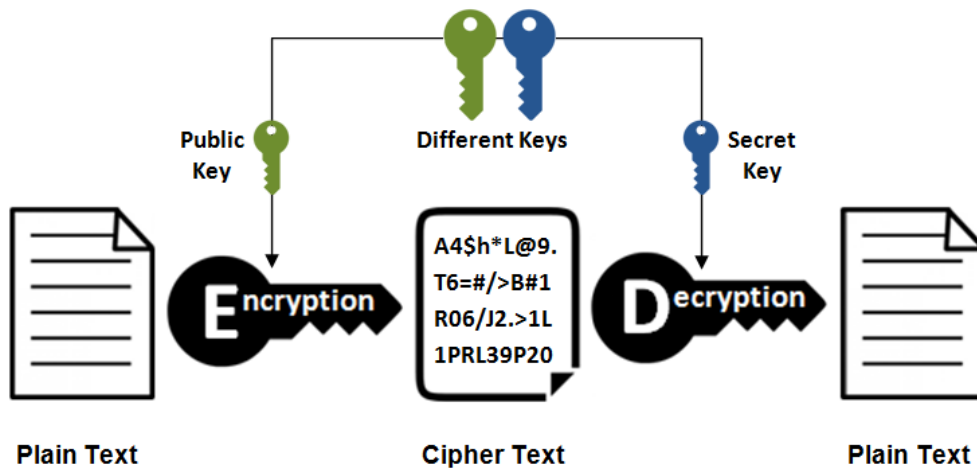 Public
Key
Different Keys
Secret
Key
Encryption
A4$h*L@9.
T6=#/>B#1
R06/J2.>1L
1PRL39P20
Decryption
Plain Text
Cipher Text
Plain Text